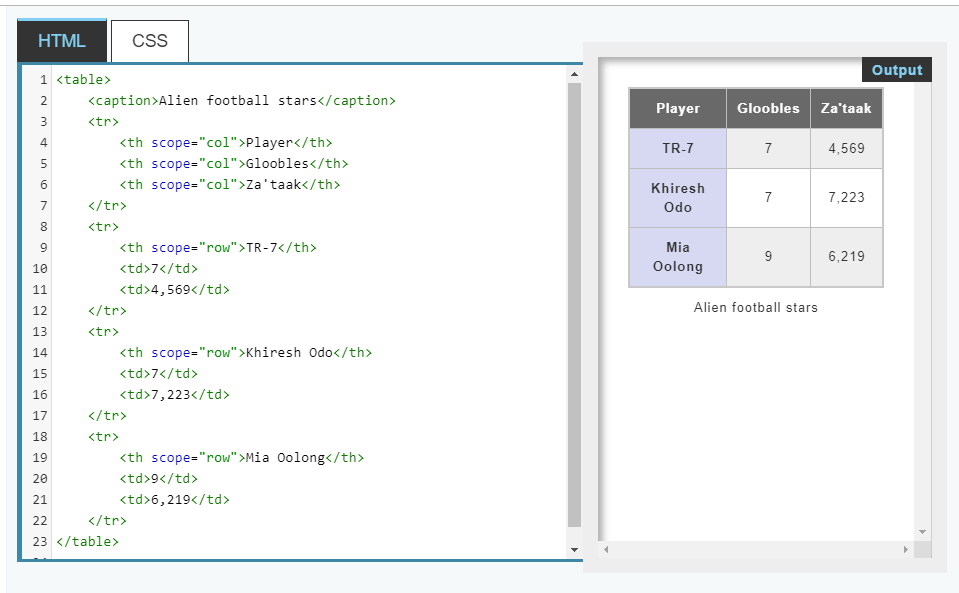 HTML CSS
1 <table>
2 <caption>Alien football stars</caption>
3 <tr>
4 <th scope="col">Player</th>
5 <th scope="col">Gloobles</th>
6 <th scope="col">Za'taak</th>
7 </tr>
8 <tr>
9 <th scope="row">TR-7</th>
10 <td>7</td>
11 <td>4,569</td>
12 </tr>
13 <tr>
14 <th scope="row">Khiresh Odo</th>
15 <td>7</td>
16 <td>7,223</td>
17 </tr>
18 <tr>
19 <th scope="row">Mia Oolong</th>
20 <td>9</td>
21 <td>6,219</td>
22 </tr>
23 </table>
Output
Player Gloobles Za'taak
TR-7 7 4,569
Khiresh
Odo 7 7,223
Mia
Oolong 9 6,219
Alien football stars